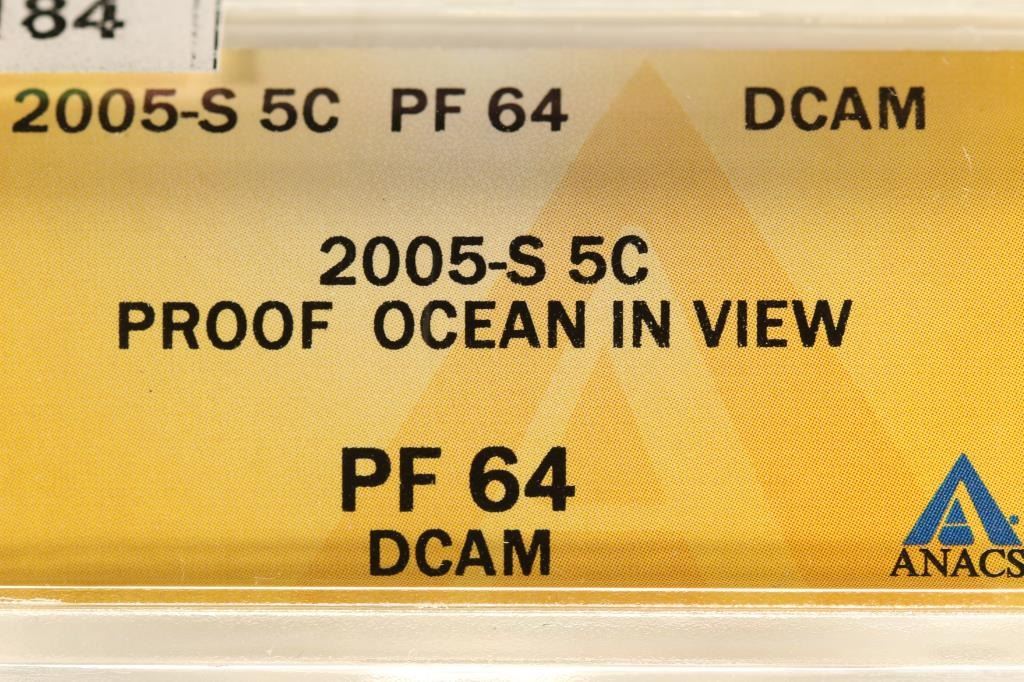 84
2005-S 5C PF 64 DCAM
2005-S 5C
PROOF OCEAN IN VIEW
PF 64
DCAM
ANACS